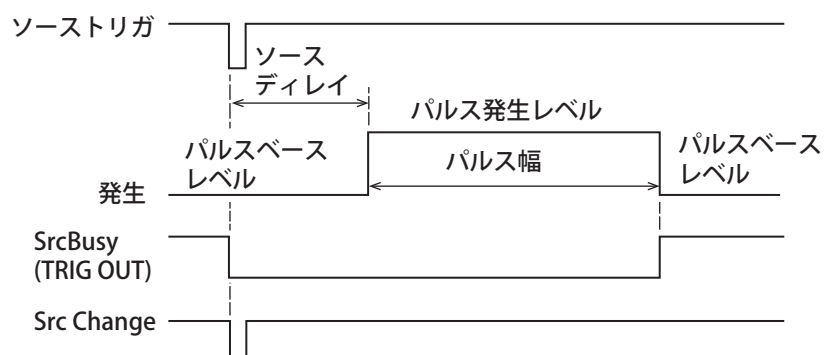 ソーストリガ
ソース
ディレイ
パルス発生レベル
パルスベース
レベル
パルス幅
パルスベース
レベル
発生
SrcBusy
(TRIG OUT)
Src Change